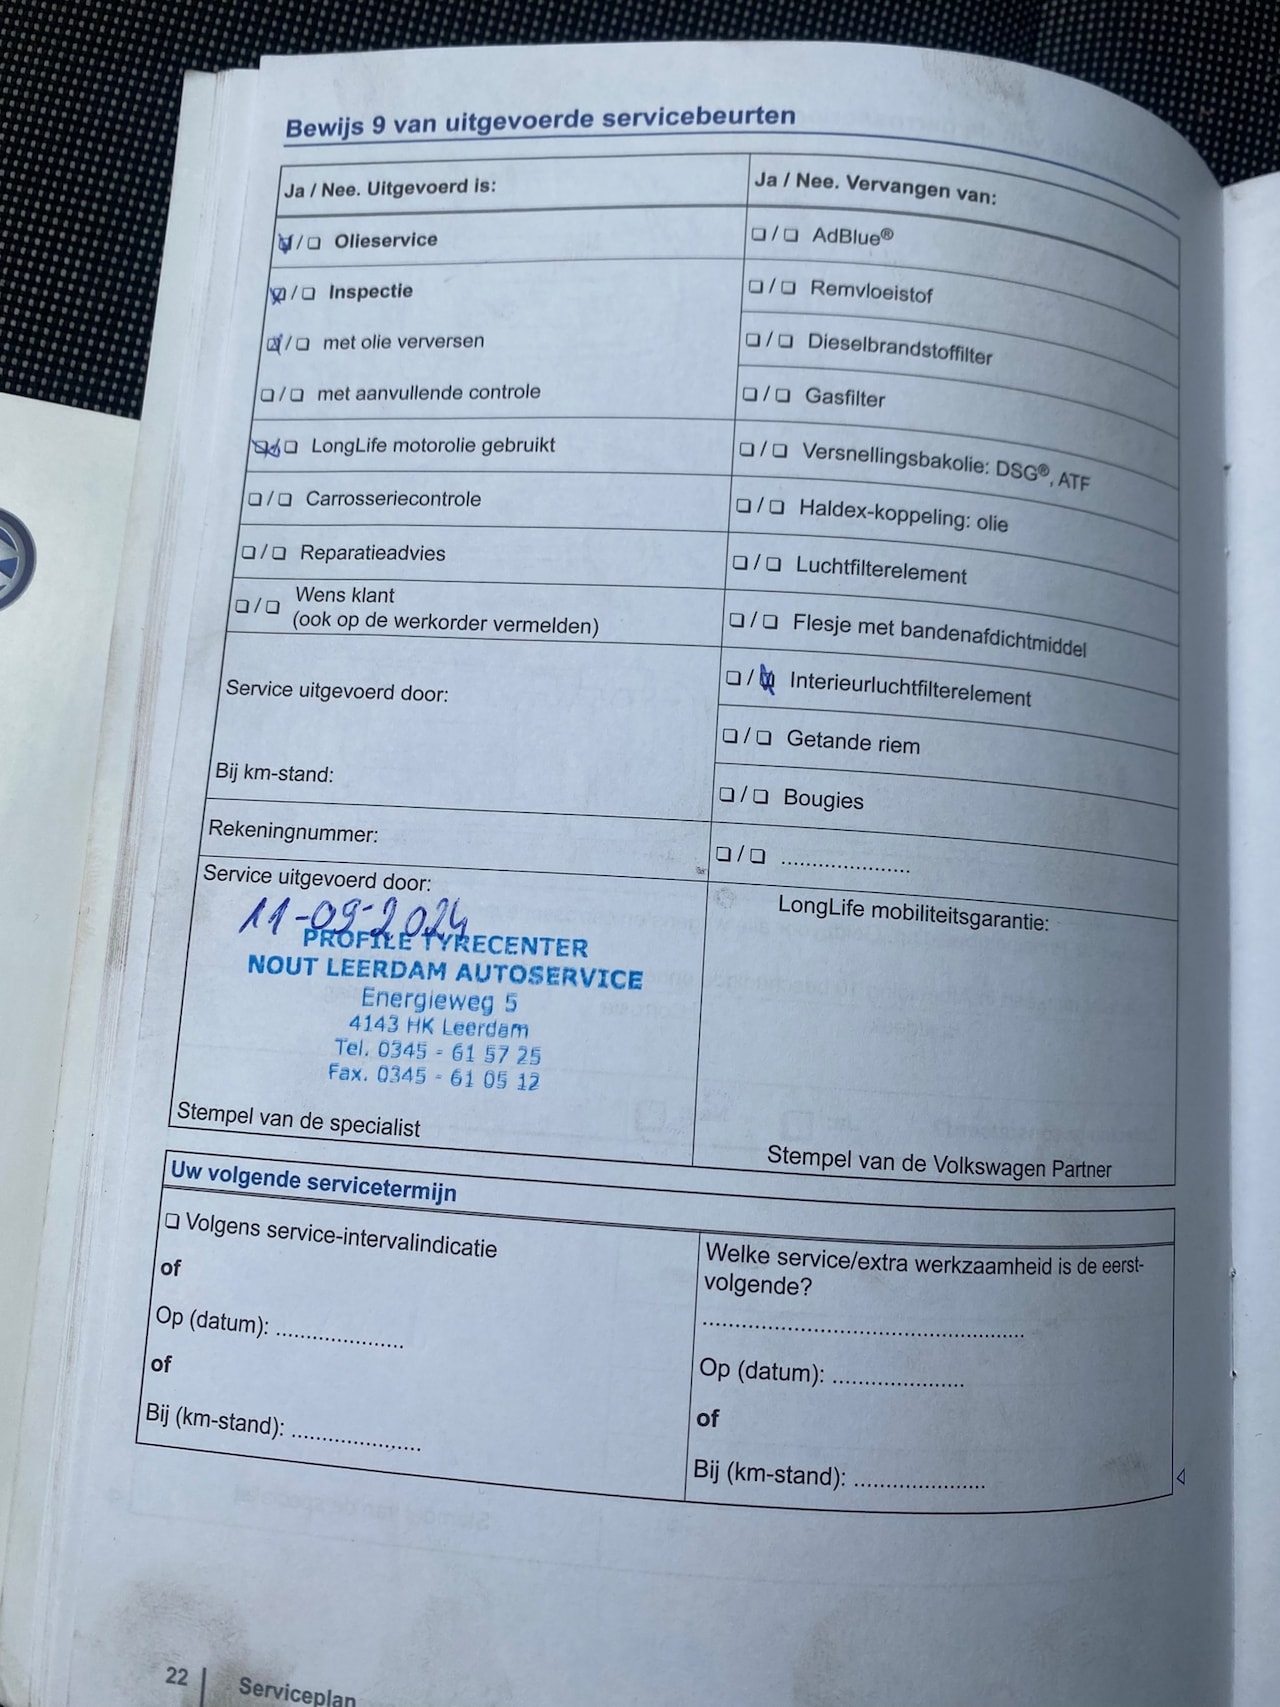 Bewijs 9 van uitgevoerde servicebeurten
Ja / Nee. Uitgevoerd is:
☑ / ❏ Olieservice
☑ / ❏ Inspectie
☑ / ❏ met olie verversen
❏ / ❏ met aanvullende controle
☑ / ❏ LongLife motorolie gebruikt
❏ / ❏ Carrosseriecontrole
❏ / ❏ Reparatieadvies
❏ / ❏ Wens klant
(ook op de werkorder vermelden)
Service uitgevoerd door:
Bij km-stand:
Rekeningnummer:
Ja / Nee. Vervangen van:
❏ / ❏ AdBlue®
❏ / ❏ Remvloeistof
❏ / ❏ Dieselbrandstoffilter
❏ / ❏ Gasfilter
❏ / ❏ Versnellingsbakolie: DSG®, ATF
❏ / ❏ Haldex-koppeling: olie
❏ / ❏ Luchtfilterelement
❏ / ❏ Flesje met bandenafdichtmiddel
❏ / ☑ Interieurluchtfilterelement
❏ / ❏ Getande riem
❏ / ❏ Bougies
❏ / ❏ ......................
Service uitgevoerd door:
11-09-2024
PROFILE TYRECENTER
NOUT LEERDAM AUTOSERVICE
Energieweg 5
4143 HK Leerdam
Tel. 0345 - 61 57 25
Fax. 0345 - 61 05 12
Stempel van de specialist
LongLife mobiliteitsgarantie:
Stempel van de Volkswagen Partner
Uw volgende servicetermijn
❏ Volgens service-intervalindicatie
of
Op (datum): .....................
of
Bij (km-stand): .....................
Welke service/extra werkzaamheid is de eerst-
volgende?
.....................................................
Op (datum): ......................
of
Bij (km-stand): ......................
22 Serviceplan